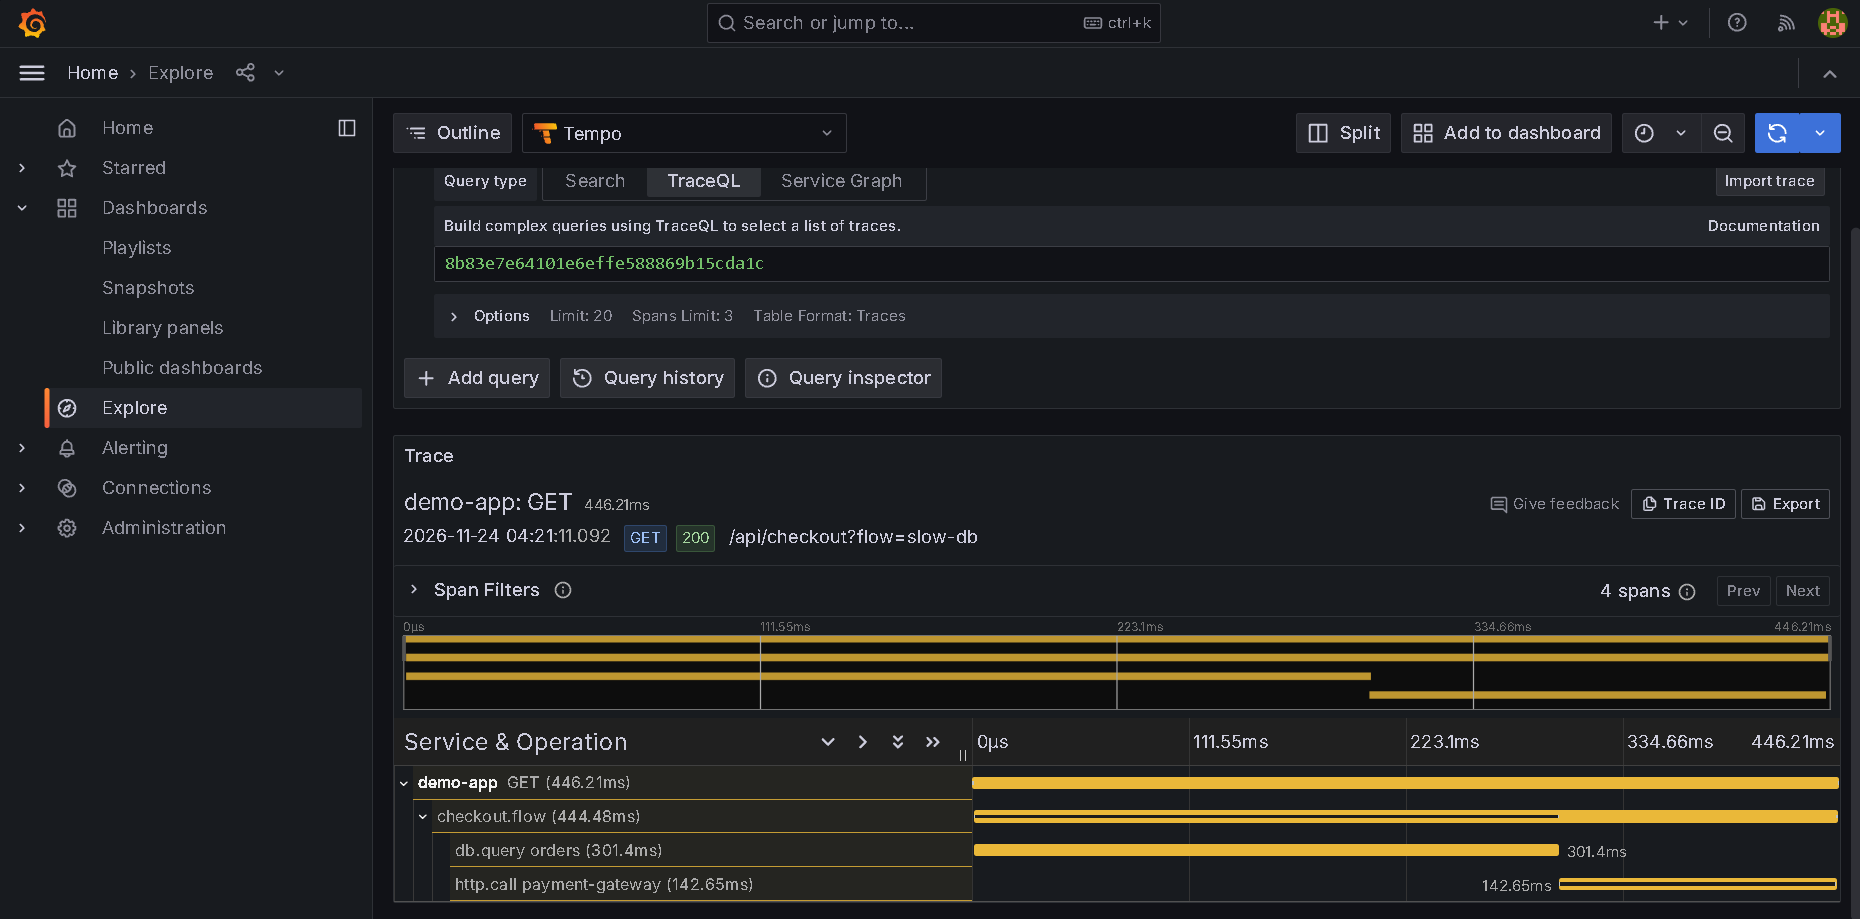 Search or jump to... ctrl+k
Home › Explore
Home
Starred
Dashboards
Playlists
Snapshots
Library panels
Public dashboards
Explore
Alerting
Connections
Administration
Outline Tempo Split Add to dashboard
Query type Search TraceQL Service Graph Import trace
Build complex queries using TraceQL to select a list of traces. Documentation
8b83e7e64101e6effe588869b15cda1c
Options Limit: 20 Spans Limit: 3 Table Format: Traces
Add query Query history Query inspector
Trace
demo-app: GET 446.21ms Give feedback Trace ID Export
2026-11-24 04:21:11.092 GET 200 /api/checkout?flow=slow-db
Span Filters 4 spans Prev Next
0μs 111.55ms 223.1ms 334.66ms 446.21ms
Service & Operation 0μs 111.55ms 223.1ms 334.66ms 446.21ms
demo-app GET (446.21ms)
checkout.flow (444.48ms)
db.query orders (301.4ms) 301.4ms
http.call payment-gateway (142.65ms) 142.65ms